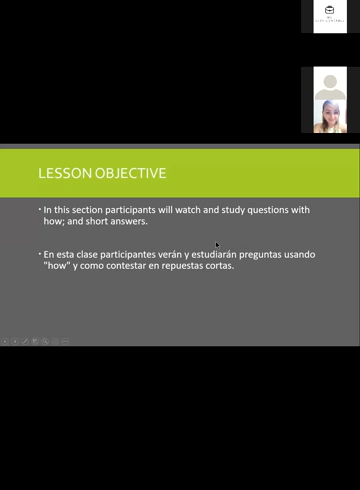 LESSON OBJECTIVE
• In this section participants will watch and study questions with
how; and short answers.
• En esta clase participantes verán y estudiarán preguntas usando
"how" y como contestar en repuestas cortas.